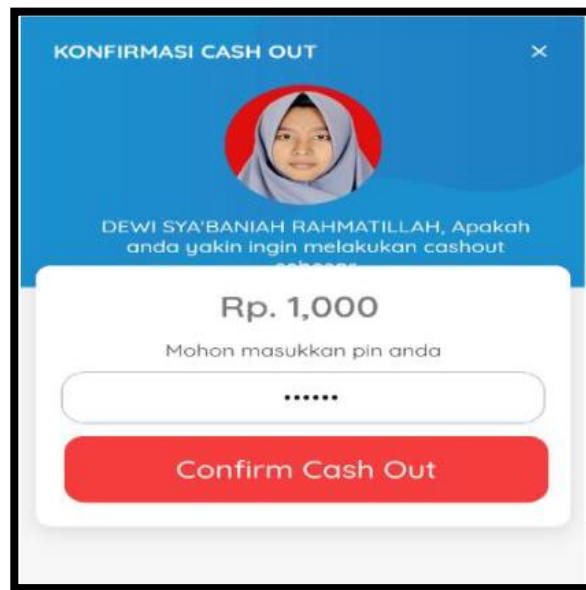 KONFIRMASI CASH OUT ×
DEWI SYA'BANIAH RAHMATILLAH, Apakah
anda yakin ingin melakukan cashout
Rp. 1,000
Mohon masukkan pin anda
••••••
Confirm Cash Out